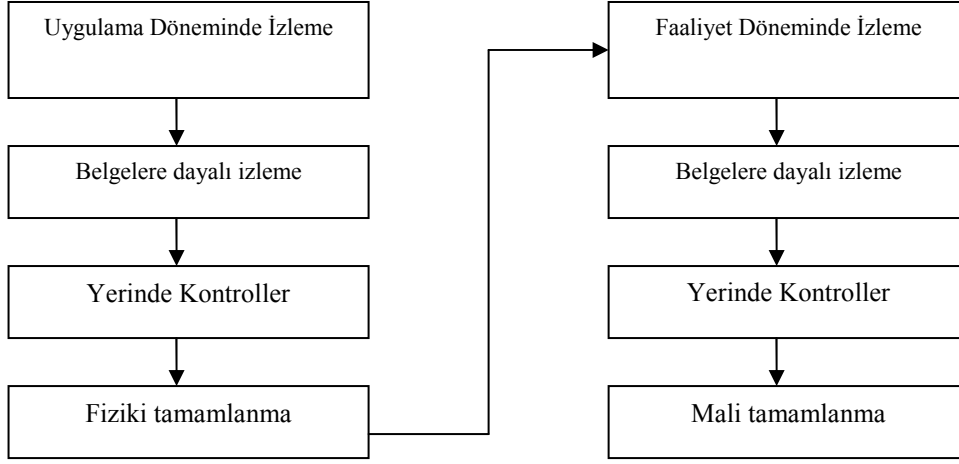 Uygulama Döneminde İzleme
Belgelere dayalı izleme
Yerinde Kontroller
Fiziki tamamlanma
Faaliyet Döneminde İzleme
Belgelere dayalı izleme
Yerinde Kontroller
Mali tamamlanma